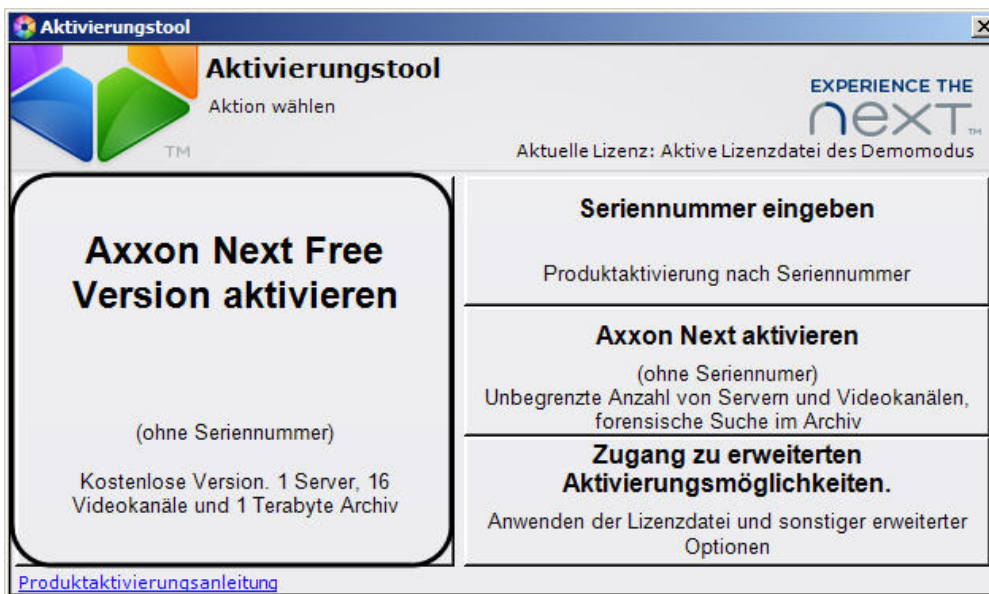 Aktivierungstool
Aktivierungstool
Aktion wählen
EXPERIENCE THE
next™
TM
Aktuelle Lizenz: Aktive Lizenzdatei des Demomodus
Axxon Next Free
Version aktivieren
(ohne Seriennummer)
Kostenlose Version. 1 Server, 16
Videokanäle und 1 Terabyte Archiv
Seriennummer eingeben
Produktaktivierung nach Seriennummer
Axxon Next aktivieren
(ohne Seriennumer)
Unbegrenzte Anzahl von Servern und Videokanälen,
forensische Suche im Archiv
Zugang zu erweiterten
Aktivierungsmöglichkeiten.
Anwenden der Lizenzdatei und sonstiger erweiterter
Optionen
Produktaktivierungsanleitung